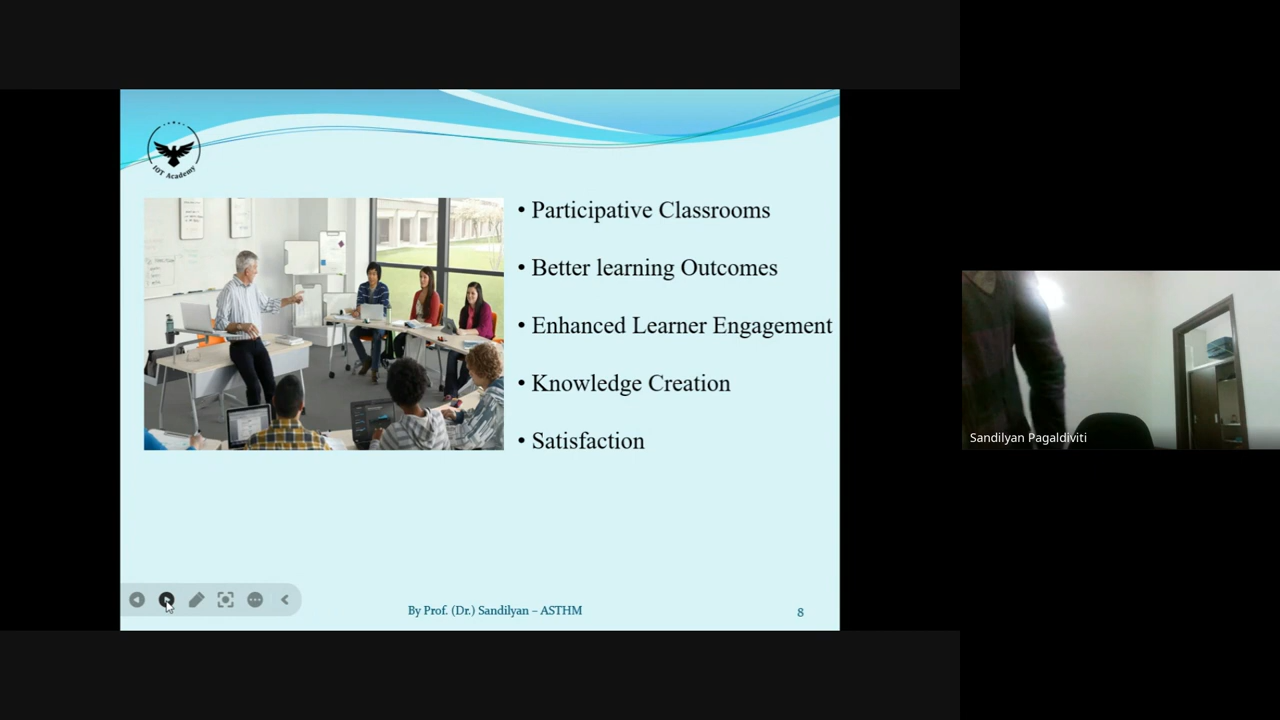 IOT Academy
• Participative Classrooms
• Better learning Outcomes
• Enhanced Learner Engagement
• Knowledge Creation
• Satisfaction
By Prof. (Dr.) Sandilyan – ASTHM
8
Sandilyan Pagaldiviti